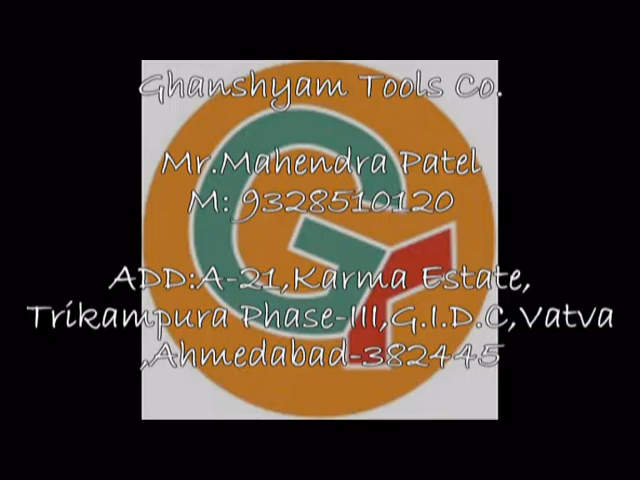 Ghanshyam Tools Co.
Mr.Mahendra Patel
M: 9328510120
ADD:A-21,Karma Estate,
Trikampura Phase-III,G.I.D.C,Vatva
,Ahmedabad-382445